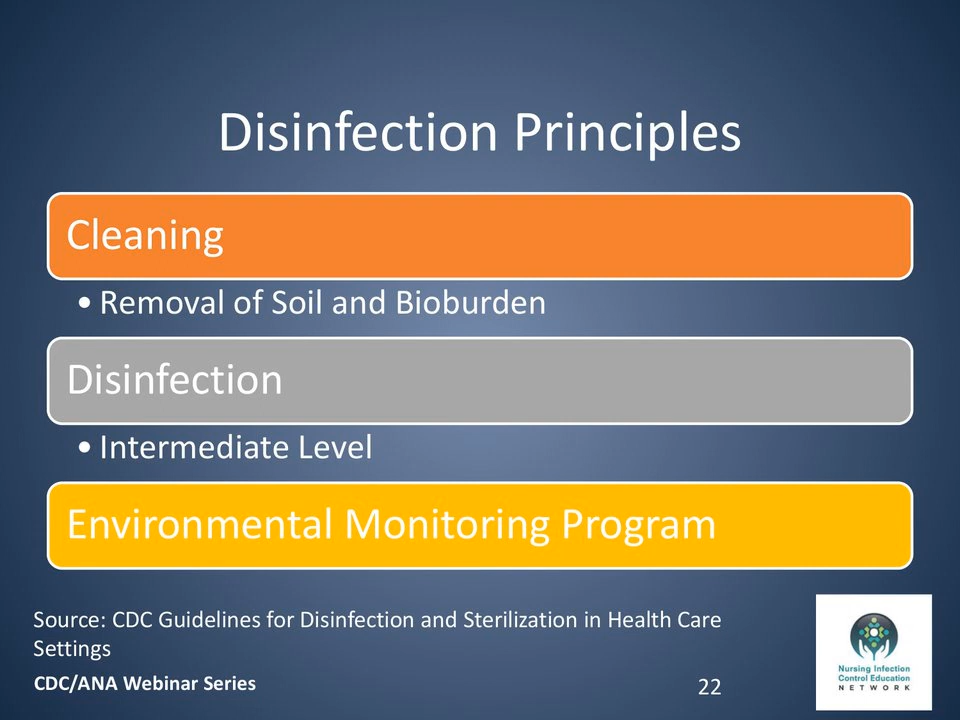 Disinfection Principles
Cleaning
• Removal of Soil and Bioburden
Disinfection
• Intermediate Level
Environmental Monitoring Program
Source: CDC Guidelines for Disinfection and Sterilization in Health Care
Settings
CDC/ANA Webinar Series
22
Nursing Infection
Control Education
NETWORK